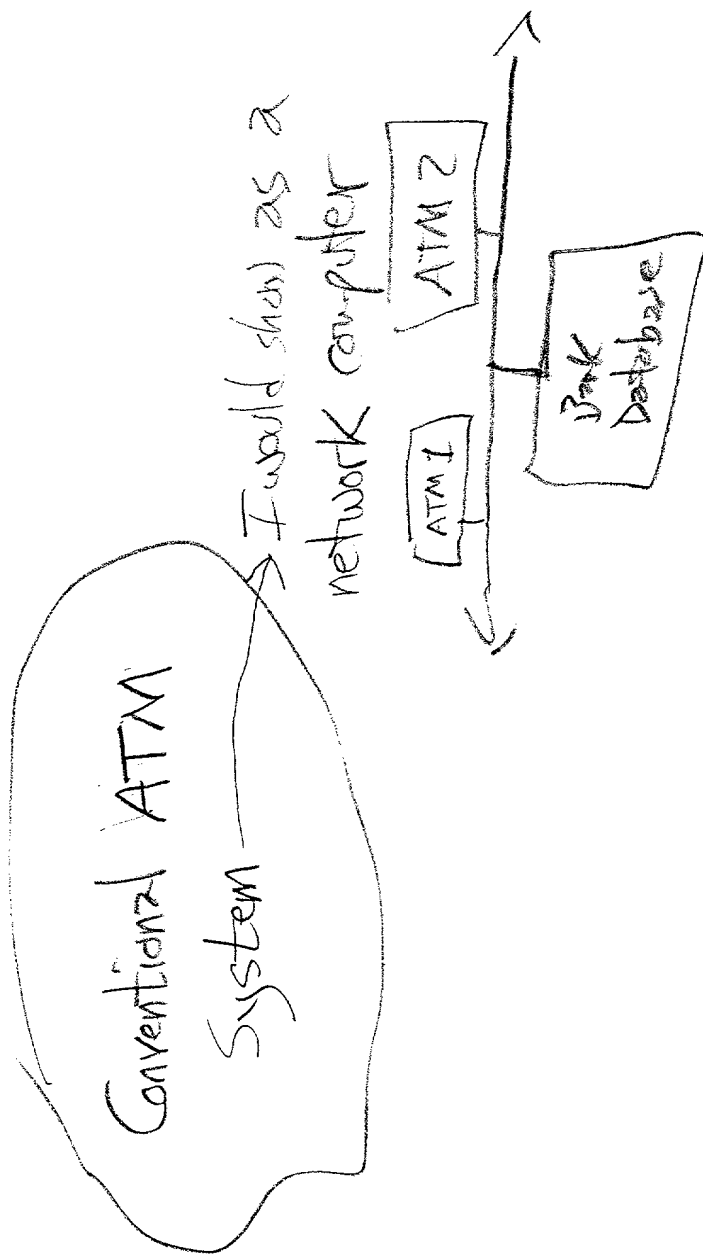 Conventional ATM
System
I would show as a
network computer
ATM 1
ATM 2
Bank
Database